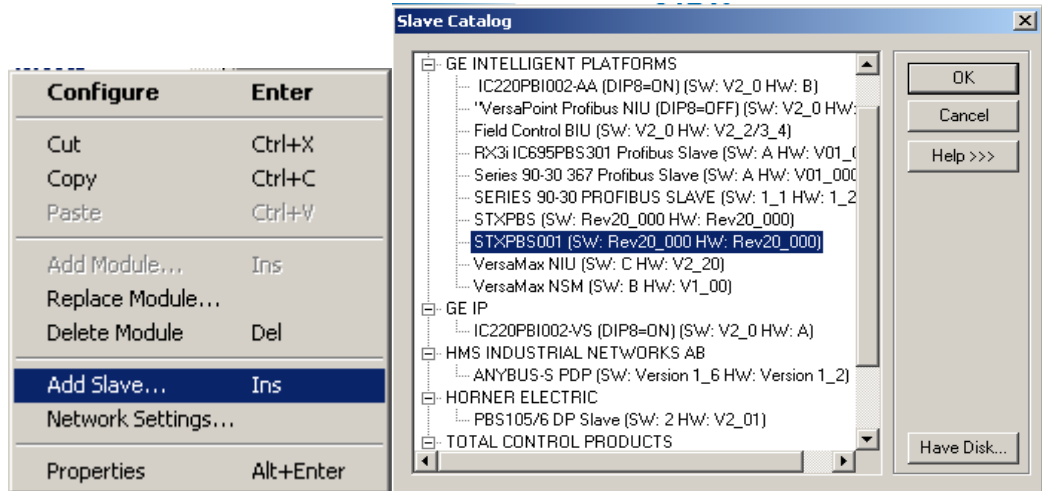 Configure Enter
Cut Ctrl+X
Copy Ctrl+C
Paste Ctrl+V
Add Module... Ins
Replace Module...
Delete Module Del
Add Slave... Ins
Network Settings...
Properties Alt+Enter
Slave Catalog
GE INTELLIGENT PLATFORMS
IC220PBI002-AA (DIP8=ON) (SW: V2_0 HW: B)
"VersaPoint Profibus NIU (DIP8=OFF) (SW: V2_0 HW:
Field Control BIU (SW: V2_0 HW: V2_2/3_4)
RX3i IC695PBS301 Profibus Slave (SW: A HW: V01_0
Series 90-30 367 Profibus Slave (SW: A HW: V01_000
SERIES 90-30 PROFIBUS SLAVE (SW: 1_1 HW: 1_2
STXPBS (SW: Rev20_000 HW: Rev20_000)
STXPBS001 (SW: Rev20_000 HW: Rev20_000)
VersaMax NIU (SW: C HW: V2_20)
VersaMax NSM (SW: B HW: V1_00)
GE IP
IC220PBI002-VS (DIP8=ON) (SW: V2_0 HW: A)
HMS INDUSTRIAL NETWORKS AB
ANYBUS-S PDP (SW: Version 1_6 HW: Version 1_2)
HORNER ELECTRIC
PBS105/6 DP Slave (SW: 2 HW: V2_01)
TOTAL CONTROL PRODUCTS
OK
Cancel
Help >>>
Have Disk...